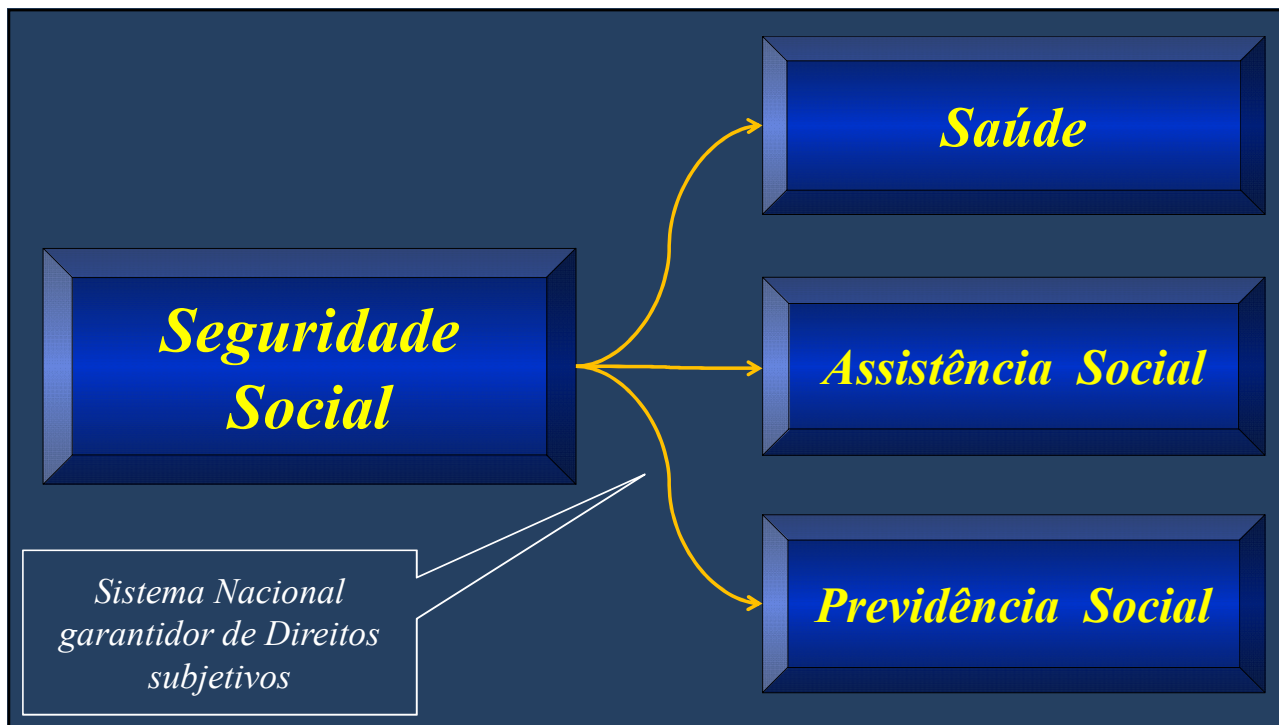 Saúde
Seguridade
Social
Assistência Social
Previdência Social
Sistema Nacional
garantidor de Direitos
subjetivos